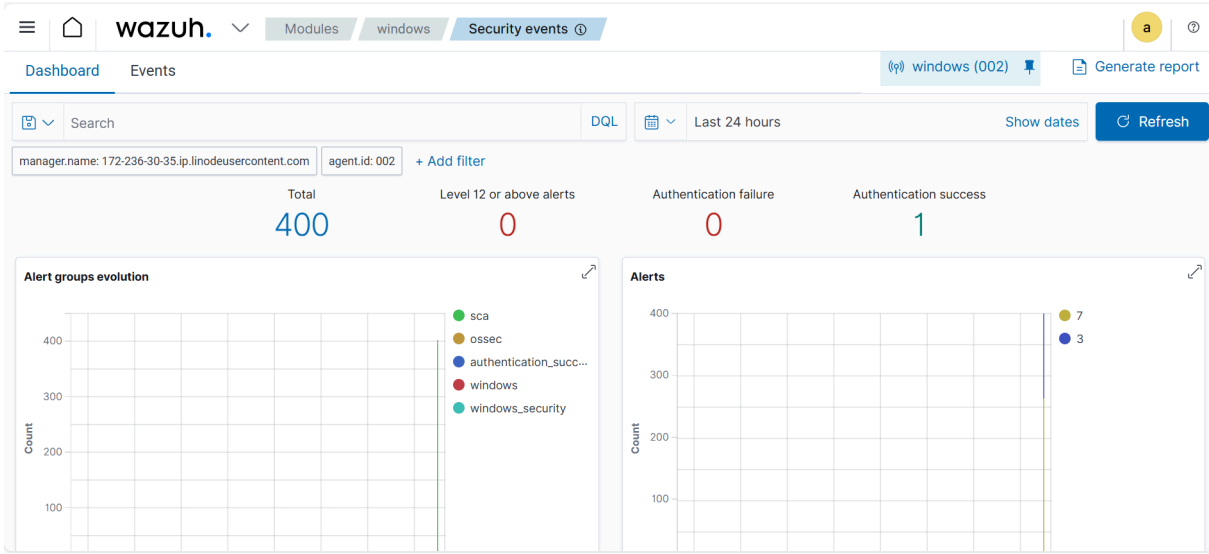 wazuh. Modules windows Security events a
Dashboard Events windows (002) Generate report
Search DQL Last 24 hours Show dates Refresh
manager.name: 172-236-30-35.ip.linodeusercontent.com agent.id: 002 + Add filter
Total Level 12 or above alerts Authentication failure Authentication success
400 0 0 1
Alert groups evolution
400
300
200
100
Count
sca
ossec
authentication_succ...
windows
windows_security
Alerts
400
300
200
100
Count
7
3